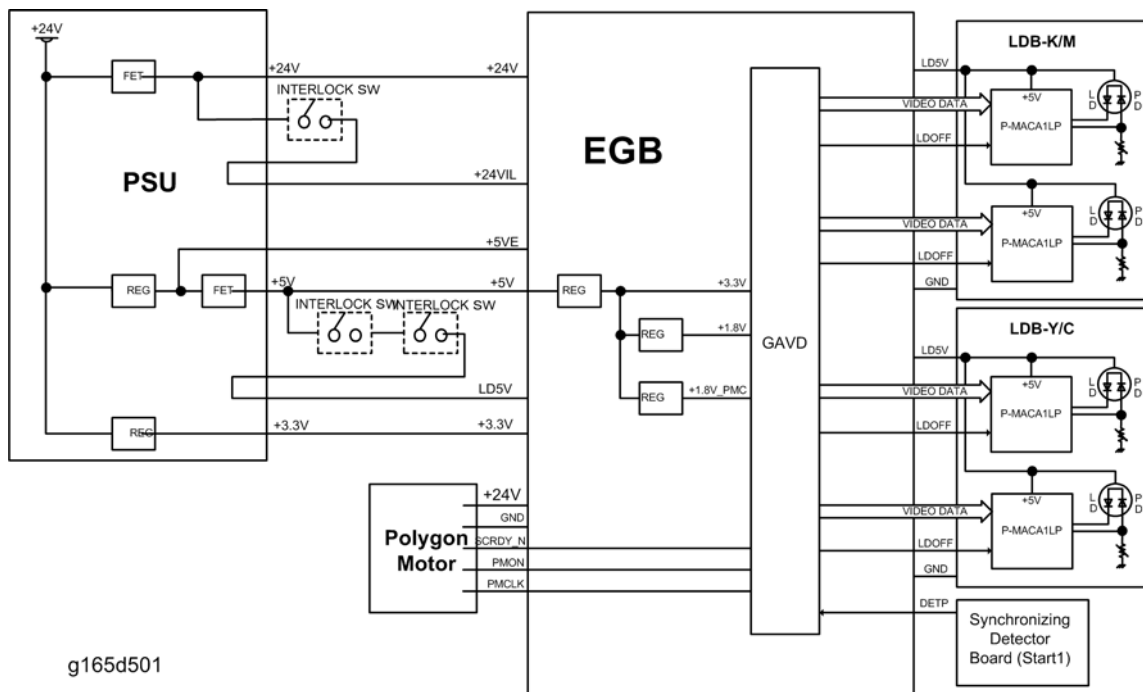 +24V
FET
+24V
+24V
INTERLOCK SW
PSU
+24VIL
+5VE
REG
FET
+5V
+5V
INTERLOCK SW
INTERLOCK SW
LD5V
REG
+3.3V
+3.3V
EGB
REG
+3.3V
REG
+1.8V
REG
+1.8V_PMC
GAVD
Polygon
Motor
+24V
GND
SCRDY_N
PMON
PMCLK
LDB-K/M
LD5V
+5V
P-MACA1LP
VIDEO DATA
LDOFF
L
D
P
D
+5V
P-MACA1LP
VIDEO DATA
LDOFF
L
D
P
D
GND
LDB-Y/C
LD5V
+5V
P-MACA1LP
VIDEO DATA
LDOFF
L
D
P
D
+5V
P-MACA1LP
VIDEO DATA
LDOFF
L
D
P
D
GND
DETP
Synchronizing
Detector
Board (Start1)
g165d501